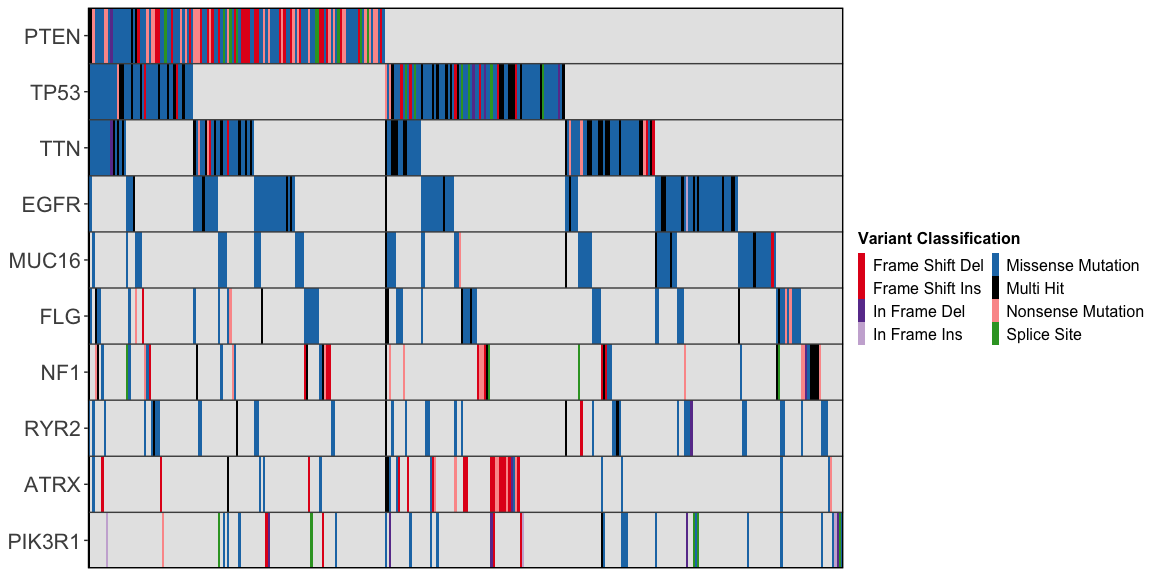 PTEN
TP53
TTN
EGFR
MUC16
FLG
NF1
RYR2
ATRX
PIK3R1
Variant Classification
Frame Shift Del Missense Mutation
Frame Shift Ins Multi Hit
In Frame Del Nonsense Mutation
In Frame Ins Splice Site